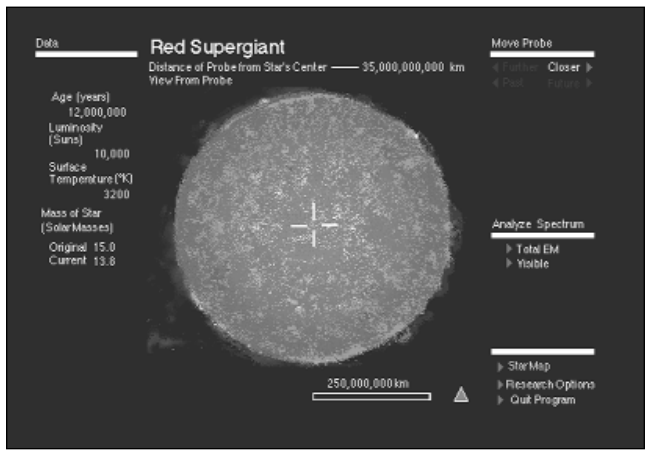 Data
Red Supergiant
Distance of Probe from Star's Center 35,000,000,000 km
View From Probe
Age (years)
12,000,000
Luminosity
(Suns)
10,000
Surface
Temperature (°K)
3200
Mass of Star
(Solar Masses)
Original 15.0
Current 13.8
250,000,000 km
Move Probe
Further Closer
Past Future
Analyze Spectrum
Total EM
Visible
Star Map
Research Options
Quit Program